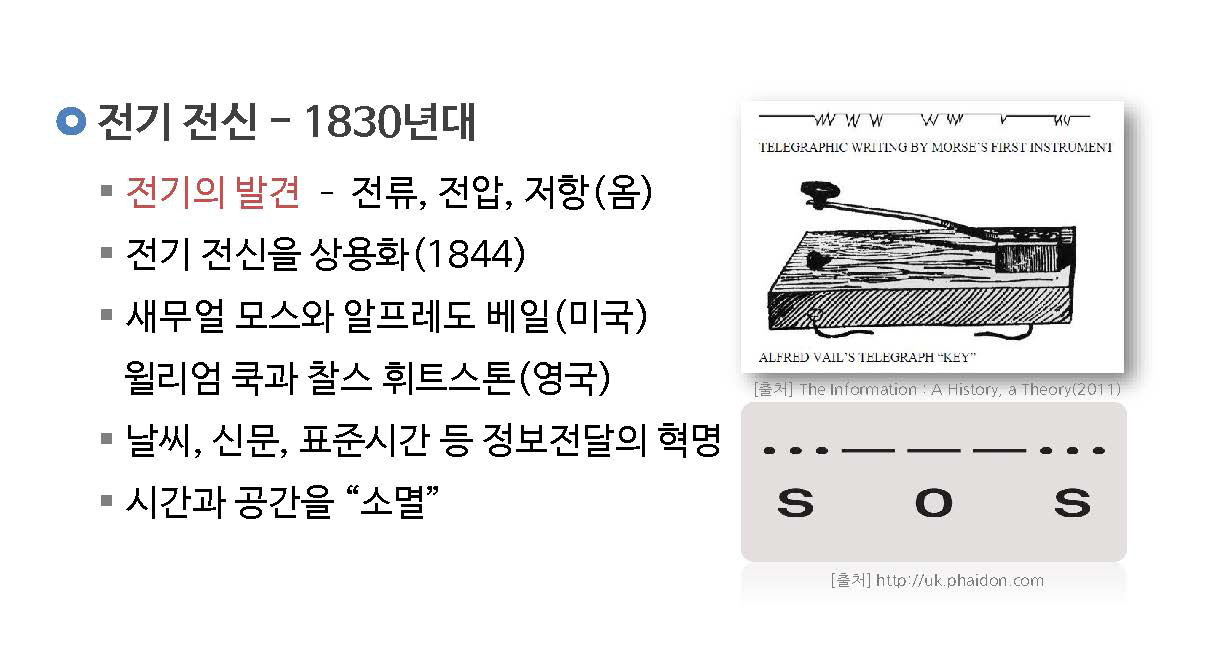 전기 전신 – 1830년대
전기의 발견 - 전류, 전압, 저항(옴)
전기 전신을 상용화(1844)
새무얼 모스와 알프레도 베일(미국)
윌리엄 쿡과 찰스 휘트스톤(영국)
날씨, 신문, 표준시간 등 정보전달의 혁명
시간과 공간을 “소멸”
TELEGRAPHIC WRITING BY MORSE'S FIRST INSTRUMENT
ALFRED VAIL'S TELEGRAPH “KEY”
[출처] The Information : A History, a Theory(2011)
S O S
[출처] http://uk.phaidon.com